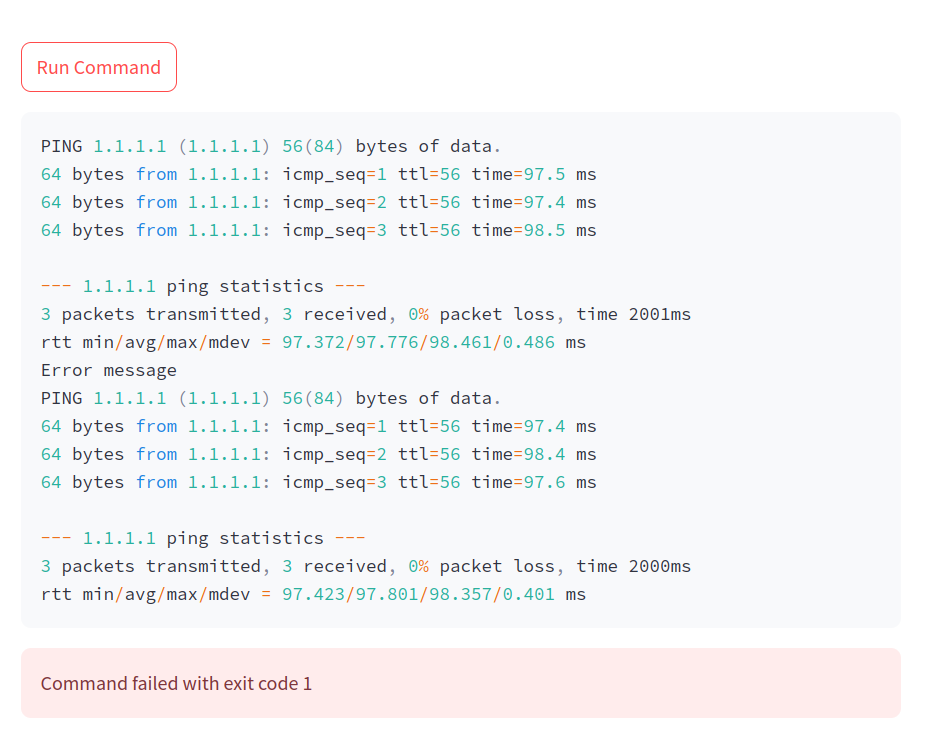 Run Command
PING 1.1.1.1 (1.1.1.1) 56(84) bytes of data.
64 bytes from 1.1.1.1: icmp_seq=1 ttl=56 time=97.5 ms
64 bytes from 1.1.1.1: icmp_seq=2 ttl=56 time=97.4 ms
64 bytes from 1.1.1.1: icmp_seq=3 ttl=56 time=98.5 ms
--- 1.1.1.1 ping statistics ---
3 packets transmitted, 3 received, 0% packet loss, time 2001ms
rtt min/avg/max/mdev = 97.372/97.776/98.461/0.486 ms
Error message
PING 1.1.1.1 (1.1.1.1) 56(84) bytes of data.
64 bytes from 1.1.1.1: icmp_seq=1 ttl=56 time=97.4 ms
64 bytes from 1.1.1.1: icmp_seq=2 ttl=56 time=98.4 ms
64 bytes from 1.1.1.1: icmp_seq=3 ttl=56 time=97.6 ms
--- 1.1.1.1 ping statistics ---
3 packets transmitted, 3 received, 0% packet loss, time 2000ms
rtt min/avg/max/mdev = 97.423/97.801/98.357/0.401 ms
Command failed with exit code 1